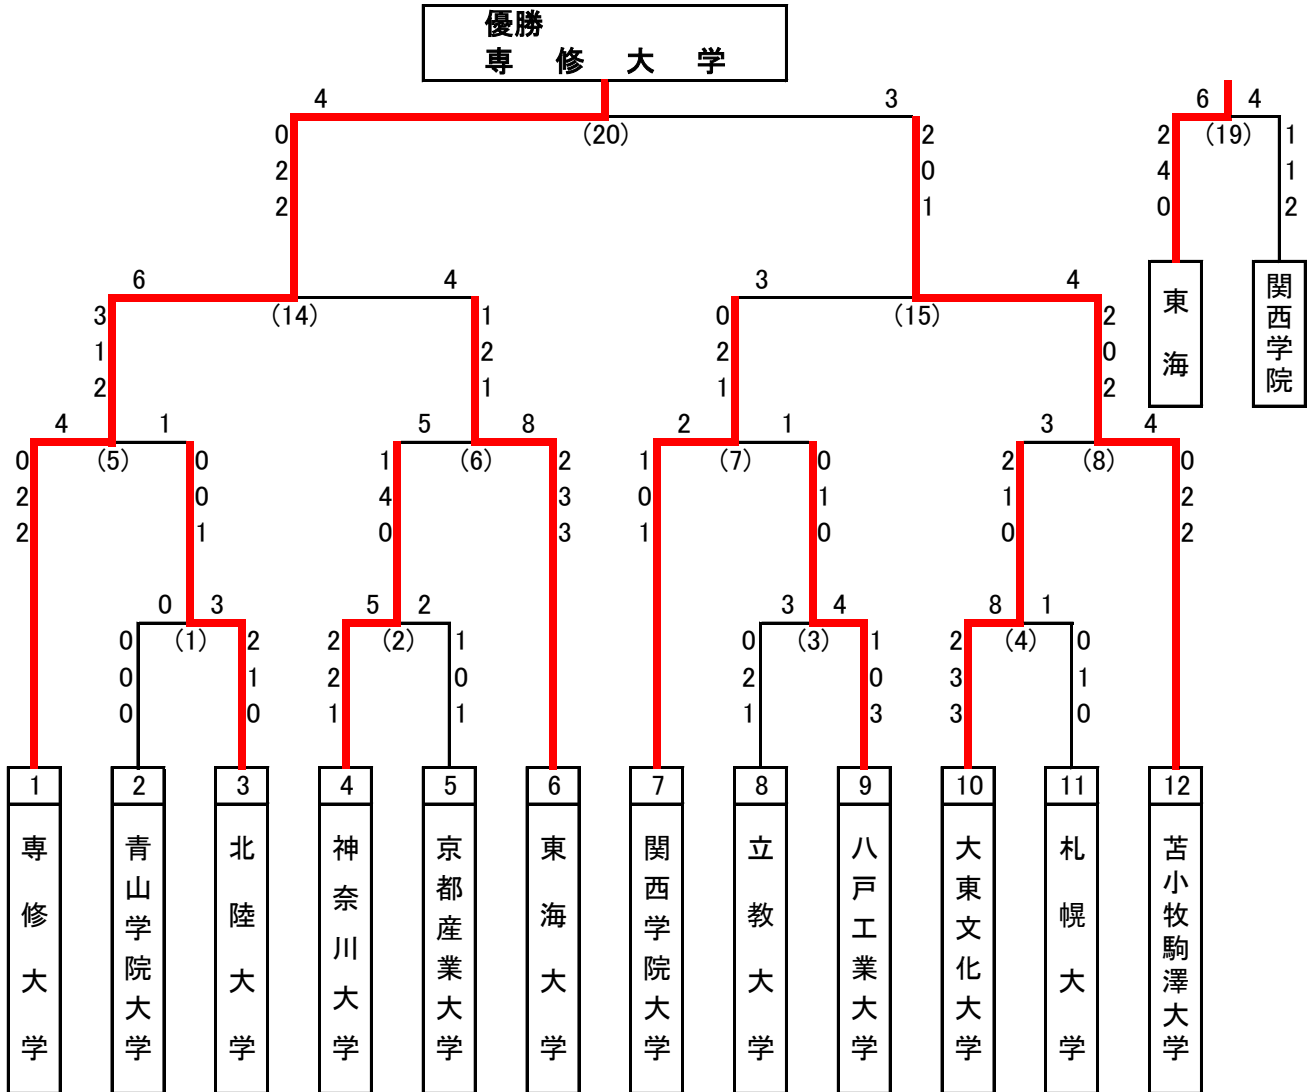 優勝
専修大学
4 3
(20)
0 2
2 0
2 1
6 4
(19)
2 1
4 1
0 2
東海
関西学院
6 4 3 4
(14) (15)
3 1 0 2
1 2 2 0
2 1 1 2
4 1 5 8 2 1 3 4
(5) (6) (7) (8)
0 0 1 2 1 0 2 0
2 0 4 3 0 1 1 2
2 1 0 3 1 0 0 2
0 3 5 2 3 4 8 1
(1) (2) (3) (4)
0 2 2 1 0 1 2 0
0 1 2 0 2 0 3 1
0 0 1 1 1 3 3 0
1 2 3 4 5 6 7 8 9 10 11 12
専修大学
青山学院大学
北陸大学
神奈川大学
京都産業大学
東海大学
関西学院大学
立教大学
八戸工業大学
大東文化大学
札幌大学
苫小牧駒澤大学